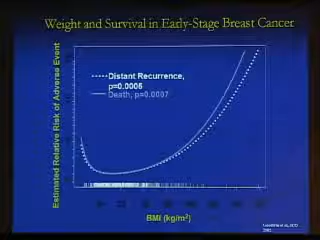 Weight and Survival in Early-Stage Breast Cancer
Estimated Relative Risk of Adverse Event
Distant Recurrence,
p=0.0005
Death, p=0.0007
BMI (kg/m²)
2002